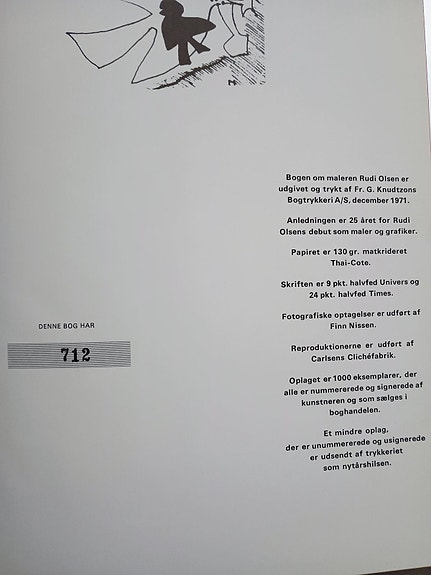 Bogen om maleren Rudi Olsen er
udgivet og trykt af Fr. G. Knudtzons
Bogtrykkeri A/S, december 1971.
Anledningen er 25 året for Rudi
Olsens debut som maler og grafiker.
Papiret er 130 gr. matkrideret
Thai-Cote.
Skriften er 9 pkt. halvfed Univers og
24 pkt. halvfed Times.
Fotografiske optagelser er udført af
Finn Nissen.
Reproduktionerne er udført af
Carlsens Clichéfabrik.
Oplaget er 1000 eksemplarer, der
alle er nummererede og signerede af
kunstneren og som sælges i
boghandelen.
Et mindre oplag,
der er unummererede og usignerede
er udsendt af trykkeriet
som nytårshilsen.
DENNE BOG HAR
712